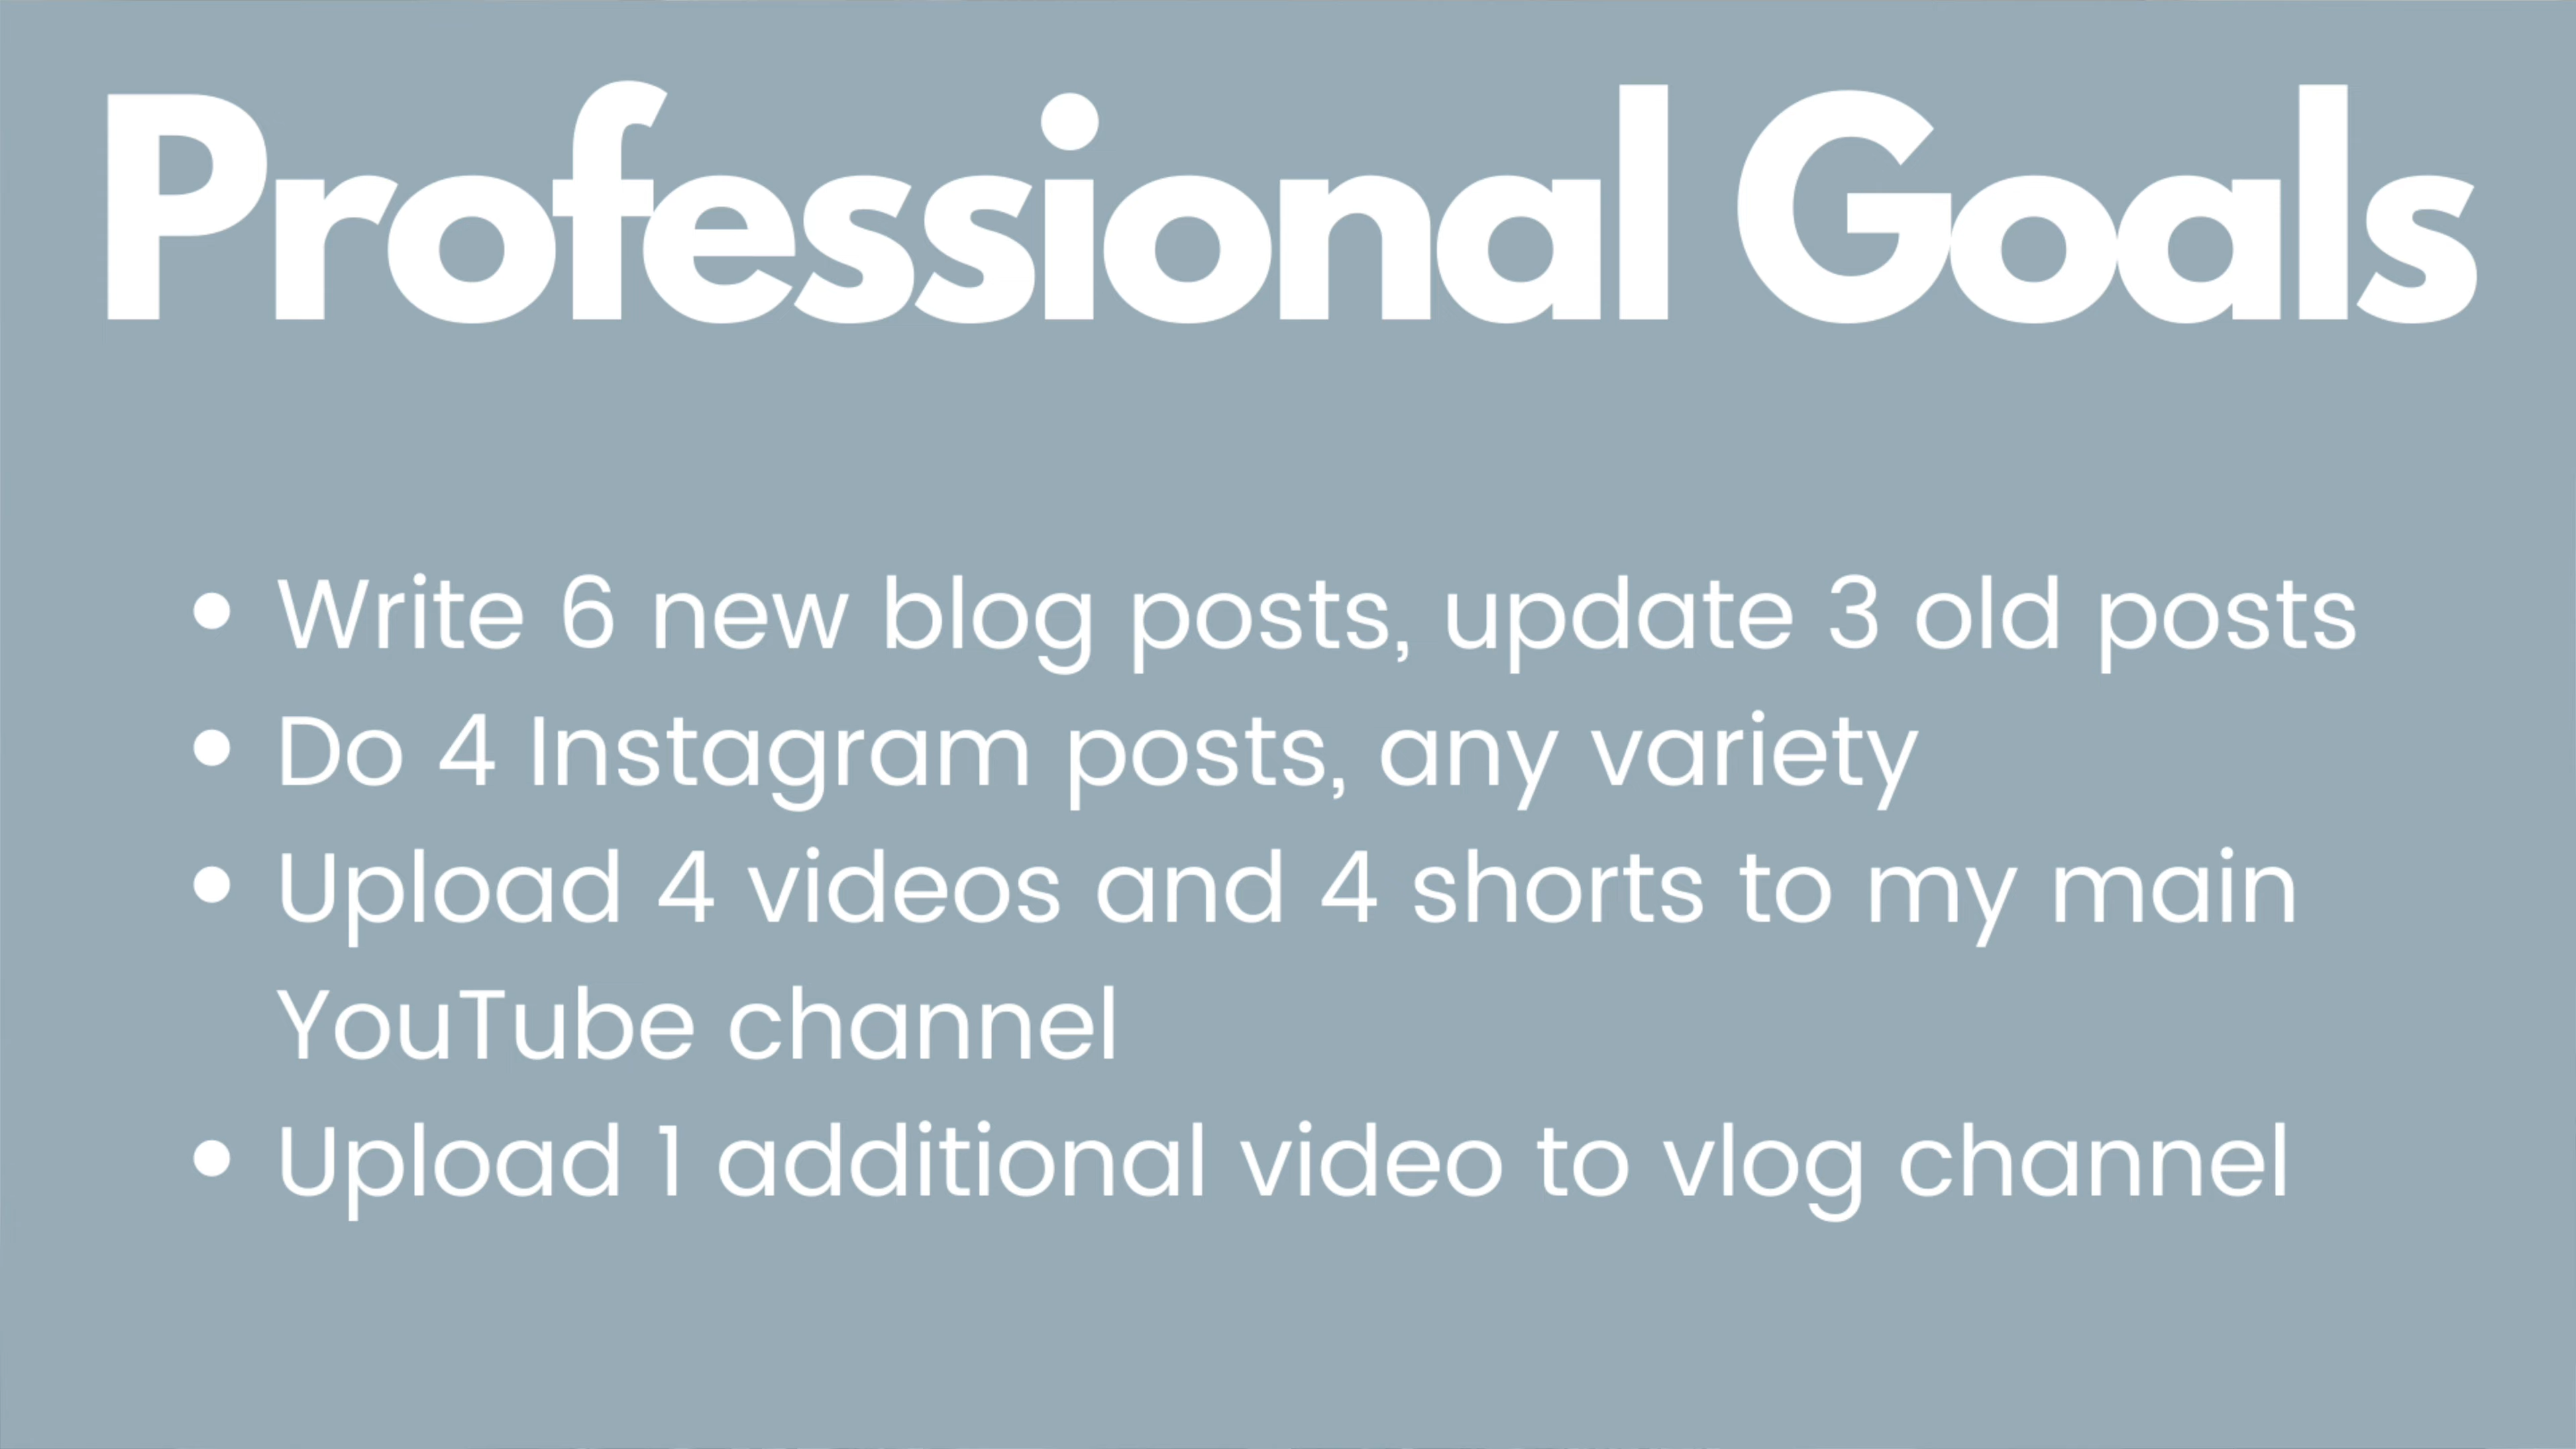 Professional Goals
• Write 6 new blog posts, update 3 old posts
• Do 4 Instagram posts, any variety
• Upload 4 videos and 4 shorts to my main
YouTube channel
• Upload 1 additional video to vlog channel